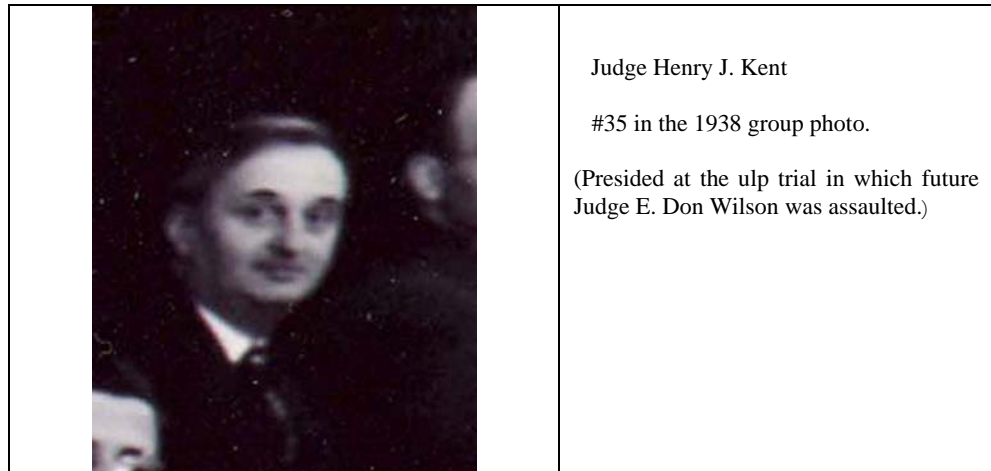 Judge Henry J. Kent
#35 in the 1938 group photo.
(Presided at the ulp trial in which future
Judge E. Don Wilson was assaulted.)